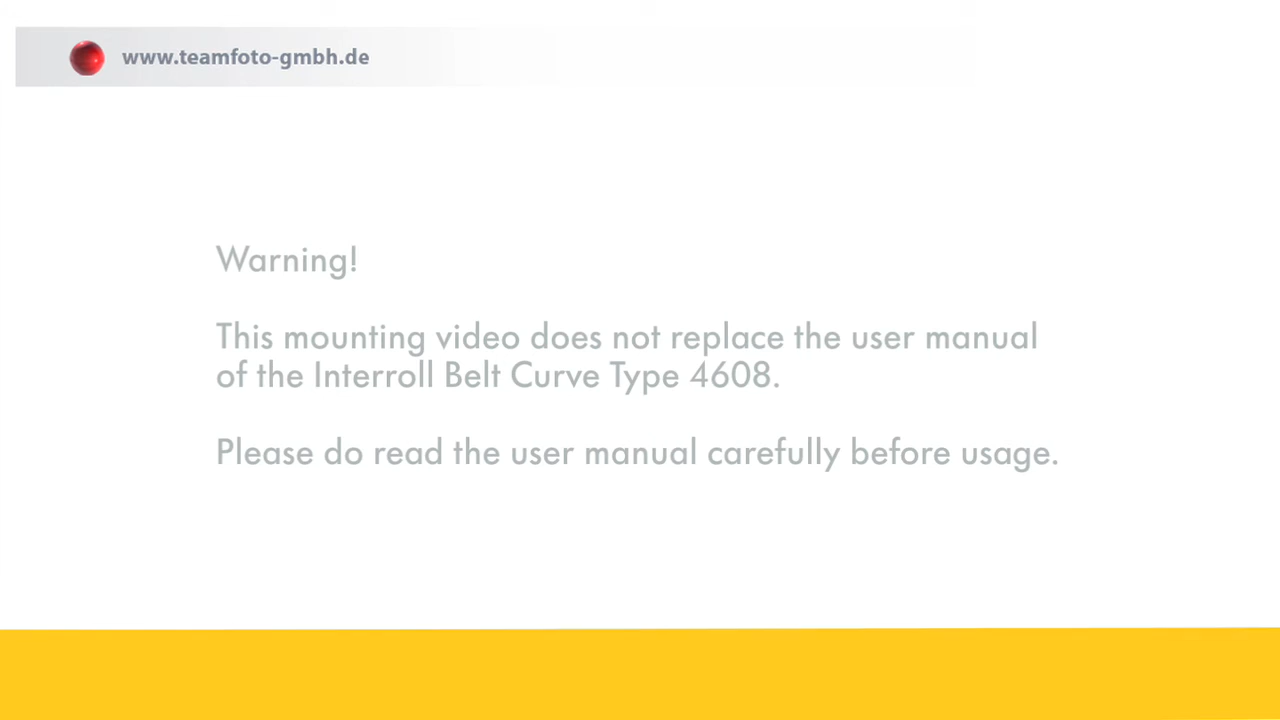 www.teamfoto-gmbh.de
Warning!
This mounting video does not replace the user manual
of the Interroll Belt Curve Type 4608.
Please do read the user manual carefully before usage.